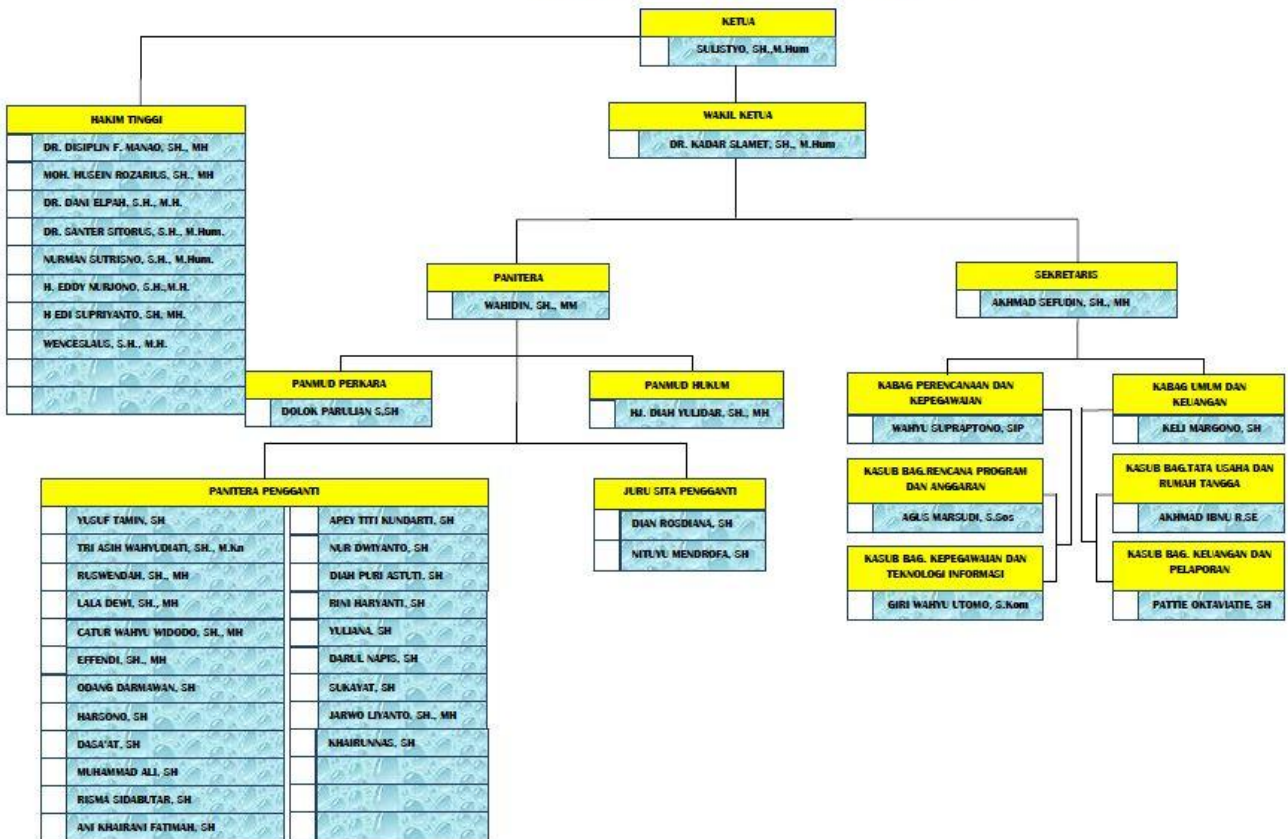 KETUA
SULISTYO, SH.,M.Hum
WAKIL KETUA
DR. KADAR SLAMET, SH., M.Hum
HAKIM TINGGI
DR. DISIPLIN F. MANAO, SH., MH
MOH. HUSEIN ROZARIUS, SH., MH
DR. DANI ELPAH, S.H., M.H.
DR. SANTER SITORUS, S.H., M.Hum.
NURMAN SUTRISNO, S.H., M.Hum.
H. EDDY NURJONO, S.H.,M.H.
H EDI SUPRIYANTO, SH, MH.
WENCESLAUS, S.H., M.H.
PANITERA
WAHIDIN, SH., MM
SEKRETARIS
AKHMAD SEFUDIN, SH., MH
PANMUD PERKARA
DOLOK PARULIAN S,SH
PANMUD HUKUM
HJ. DIAH YULIDAR, SH., MH
KABAG PERENCANAAN DAN
KEPEGAWAIAN
WAHYU SUPRAPTONO, SIP
KABAG UMUM DAN
KEUANGAN
KELI MARGONO, SH
KASUB BAG.RENCANA PROGRAM
DAN ANGGARAN
AGUS MARSUDI, S.Sos
KASUB BAG.TATA USAHA DAN
RUMAH TANGGA
AKHMAD IBNU R.SE
KASUB BAG. KEPEGAWAIAN DAN
TEKNOLOGI INFORMASI
GIRI WAHYU UTOMO, S.Kom
KASUB BAG. KEUANGAN DAN
PELAPORAN
PATTIE OKTAVIATIE, SH
PANITERA PENGGANTI
YUSUF TAMIN, SH
TRI ASIH WAHYUDIATI, SH., M.Kn
RUSWENDAH, SH., MH
LALA DEWI, SH., MH
CATUR WAHYU WIDODO, SH., MH
EFFENDI, SH., MH
ODANG DARMAWAN, SH
HARSONO, SH
DASA'AT, SH
MUHAMMAD ALI, SH
RISMA SIDABUTAR, SH
ANI KHAIRANI FATIMAH, SH
APEY TITI KUNDARTI, SH
NUR DWIYANTO, SH
DIAH PURI ASTUTI, SH
RINI HARYANTI, SH
YULIANA, SH
DARUL NAPIS, SH
SUKAYAT, SH
JARWO LIYANTO, SH., MH
KHAIRUNNAS, SH
JURU SITA PENGGANTI
DIAN ROSDIANA, SH
NITUYU MENDROFA, SH